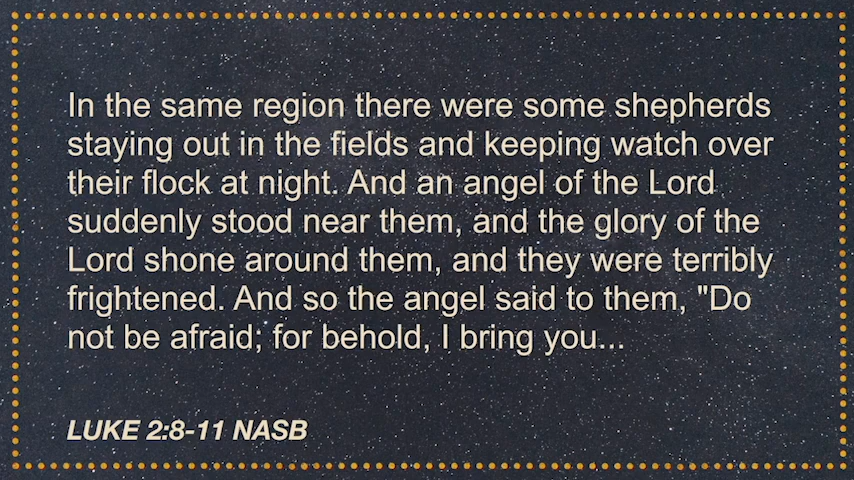 In the same region there were some shepherds
staying out in the fields and keeping watch over
their flock at night. And an angel of the Lord
suddenly stood near them, and the glory of the
Lord shone around them, and they were terribly
frightened. And so the angel said to them, "Do
not be afraid; for behold, I bring you...
LUKE 2:8-11 NASB